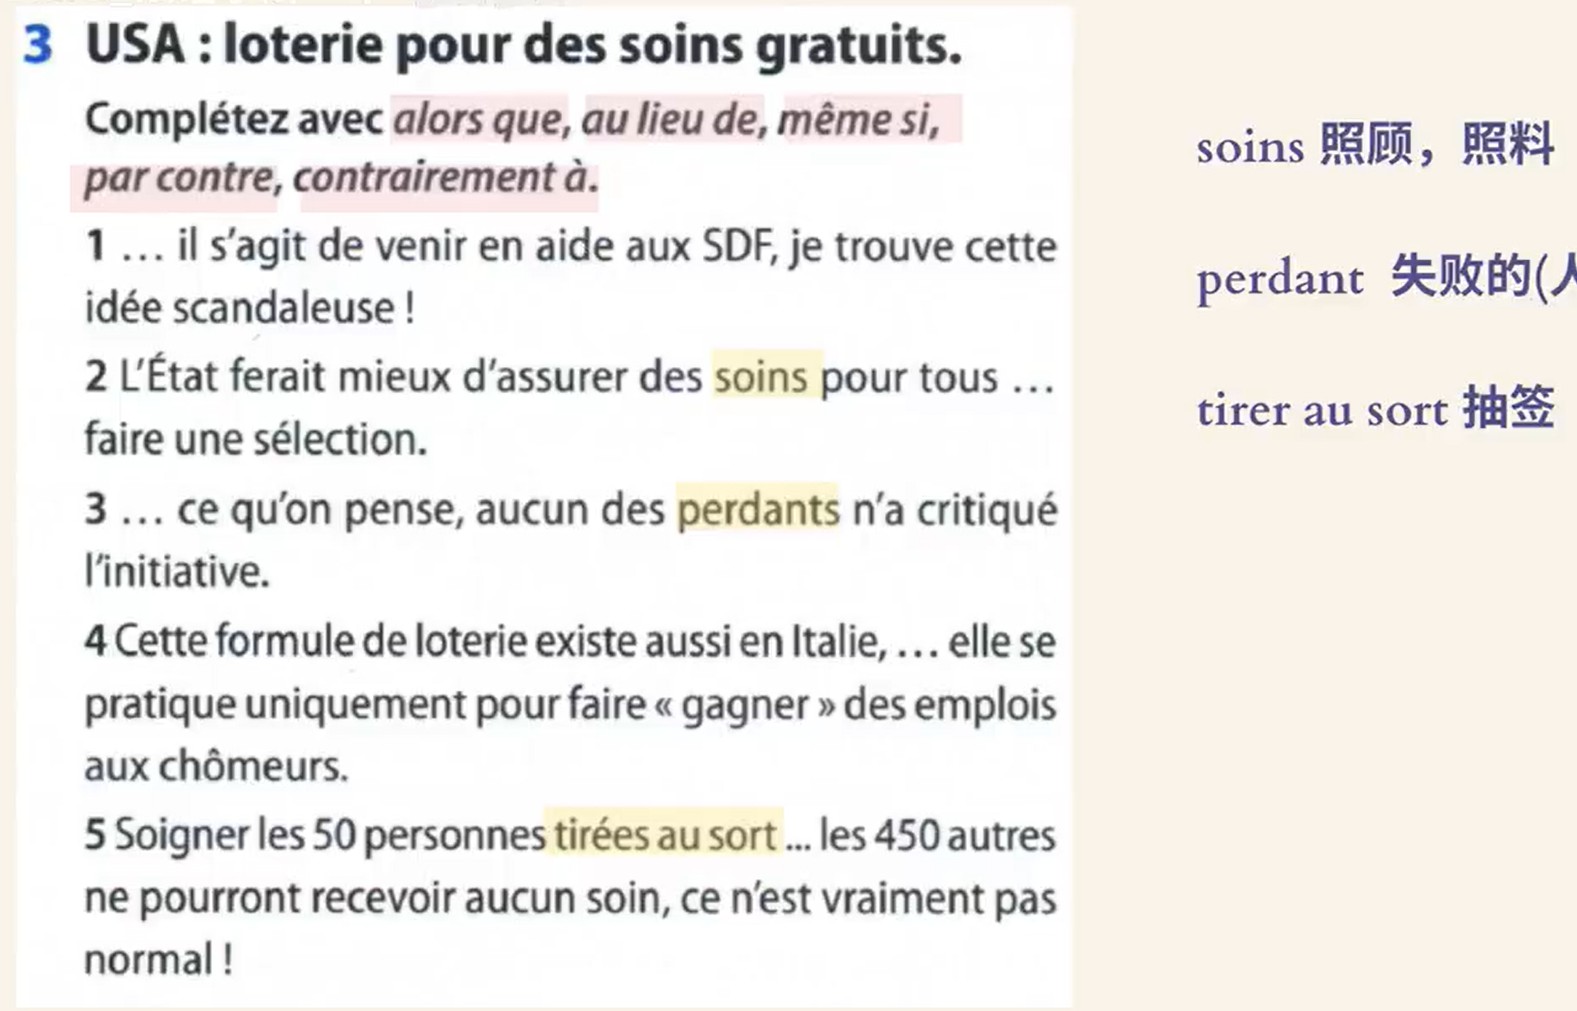 3 USA : loterie pour des soins gratuits.
Complétez avec alors que, au lieu de, même si,
par contre, contrairement à.
1 … il s’agit de venir en aide aux SDF, je trouve cette
idée scandaleuse !
2 L’État ferait mieux d’assurer des soins pour tous …
faire une sélection.
3 … ce qu’on pense, aucun des perdants n’a critiqué
l’initiative.
4 Cette formule de loterie existe aussi en Italie, … elle se
pratique uniquement pour faire « gagner » des emplois
aux chômeurs.
5 Soigner les 50 personnes tirées au sort ... les 450 autres
ne pourront recevoir aucun soin, ce n’est vraiment pas
normal !
soins 照顾，照料
perdant 失败的(人
tirer au sort 抽签